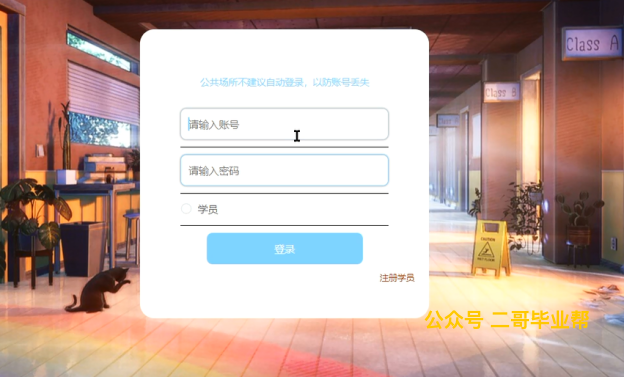 Class A
Class A
公共场所不建议自动登录，以防账号丢失
请输入账号
请输入密码
学员
登录
注册学员
CAUTION
公众号 二哥毕业帮